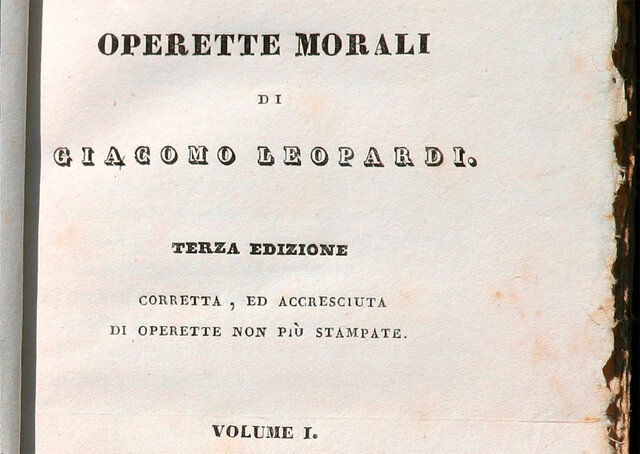 OPERETTE MORALI
DI
GIACOMO LEOPARDI.
TERZA EDIZIONE
CORRETTA , ED ACCRESCIUTA
DI OPERETTE NON PIÙ STAMPATE.
VOLUME I.